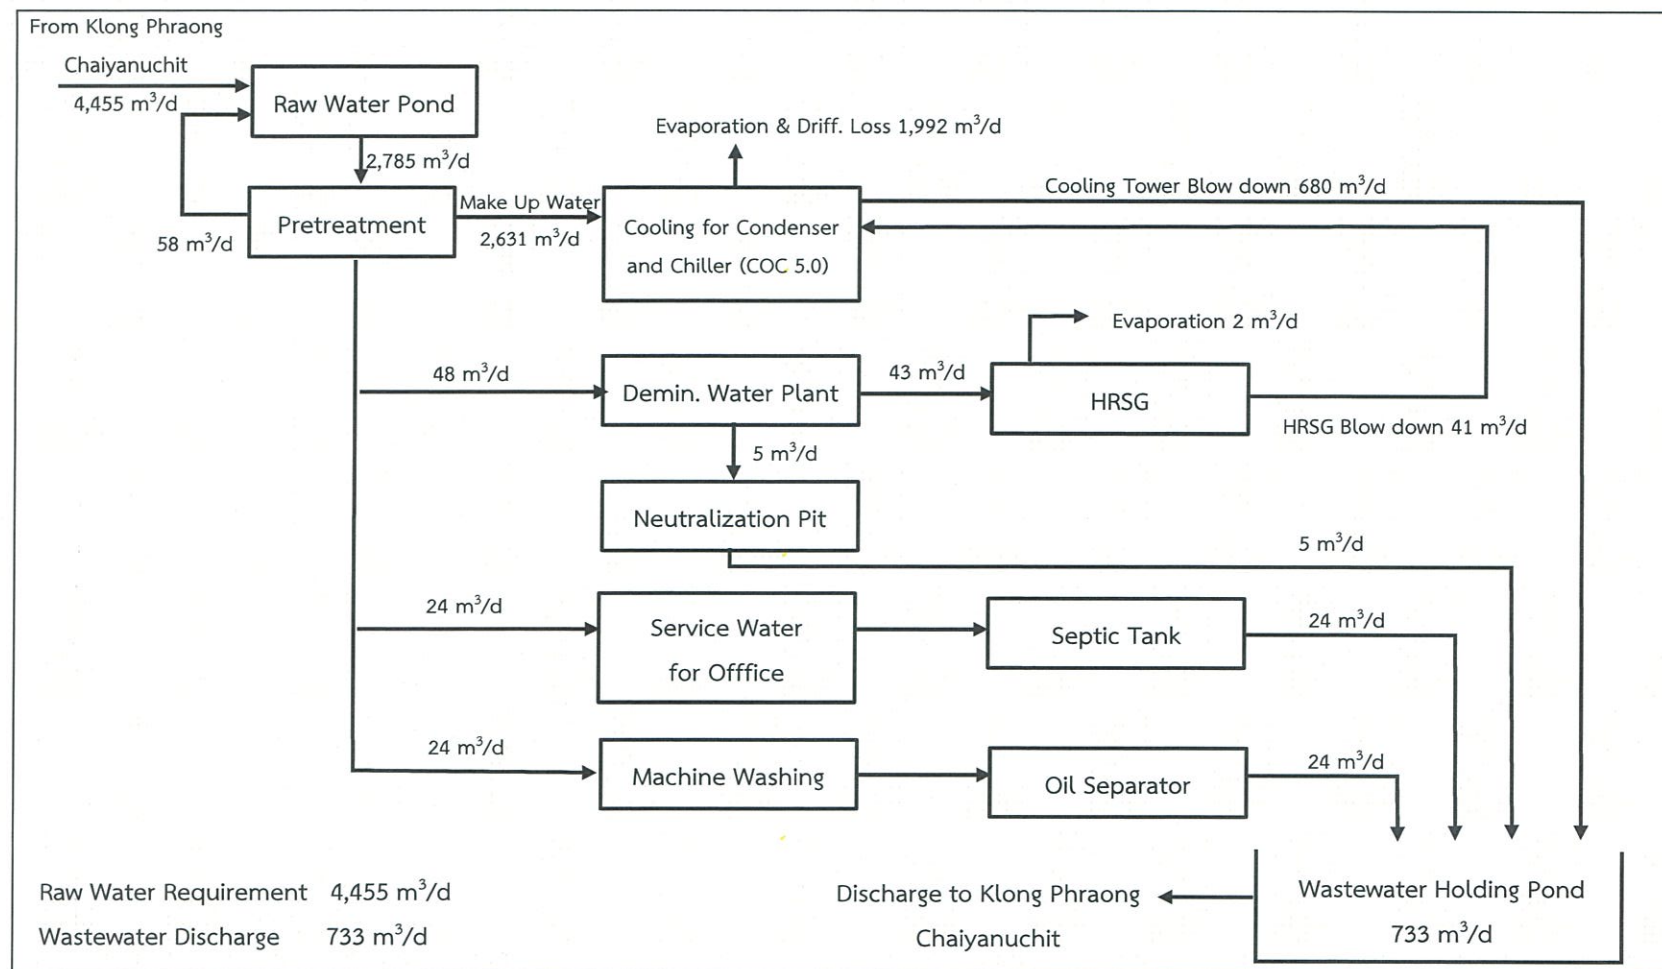 From Klong Phraong
Chaiyanuchit
4,455 m³/d
Raw Water Pond
2,785 m³/d
Evaporation & Driff. Loss 1,992 m³/d
Pretreatment
58 m³/d
Make Up Water
2,631 m³/d
Cooling for Condenser
and Chiller (COC 5.0)
Cooling Tower Blow down 680 m³/d
Evaporation 2 m³/d
48 m³/d
Demin. Water Plant
43 m³/d
HRSG
HRSG Blow down 41 m³/d
5 m³/d
Neutralization Pit
5 m³/d
24 m³/d
Service Water
for Offfice
Septic Tank
24 m³/d
24 m³/d
Machine Washing
Oil Separator
24 m³/d
Raw Water Requirement 4,455 m³/d
Wastewater Discharge 733 m³/d
Discharge to Klong Phraong
Chaiyanuchit
Wastewater Holding Pond
733 m³/d